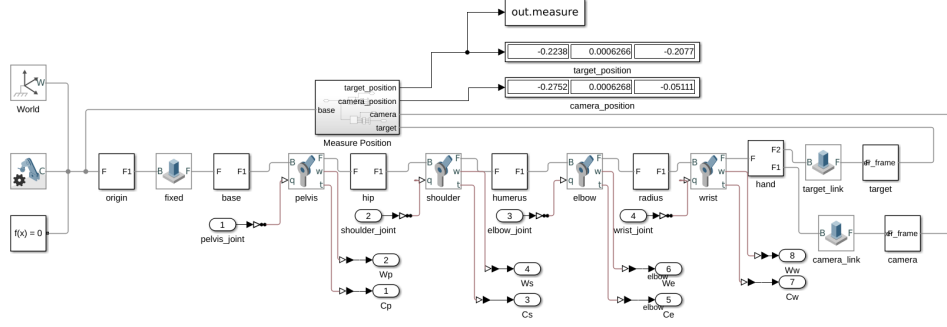 out.measure
-0.2238 0.0006266 -0.2077
target_position
-0.2752 0.0006268 -0.05111
camera_position
target_position
camera_position
camera
target
base
Measure Position
W
World
C
f(x) = 0
F F1
origin
B F
fixed
F F1
base
B F
q w
t
pelvis
F F1
hip
B F
q w
t
shoulder
F F1
humerus
B F
q w
t
elbow
F F1
radius
B F
q w
t
wrist
F F2
F1
hand
B F
target_link
r_frame
target
B F
camera_link
r_frame
camera
1
pelvis_joint
2
shoulder_joint
3
elbow_joint
4
wrist_joint
2
Wp
1
Cp
4
Ws
3
Cs
6
elbow
We
5
elbow
Ce
8
Ww
7
Cw